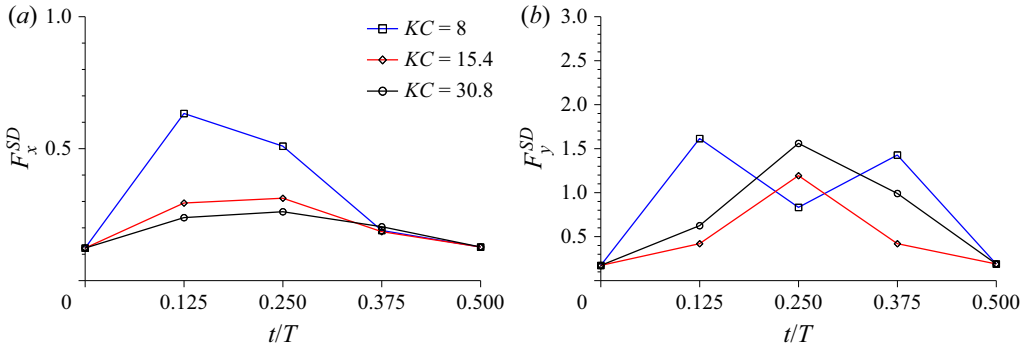 (a)
1.0
0.5
0
F_x^{SD}
KC = 8
KC = 15.4
KC = 30.8
0.125
0.250
0.375
0.500
t/T
(b)
3.0
2.5
2.0
1.5
1.0
0.5
0
F_y^{SD}
0.125
0.250
0.375
0.500
t/T